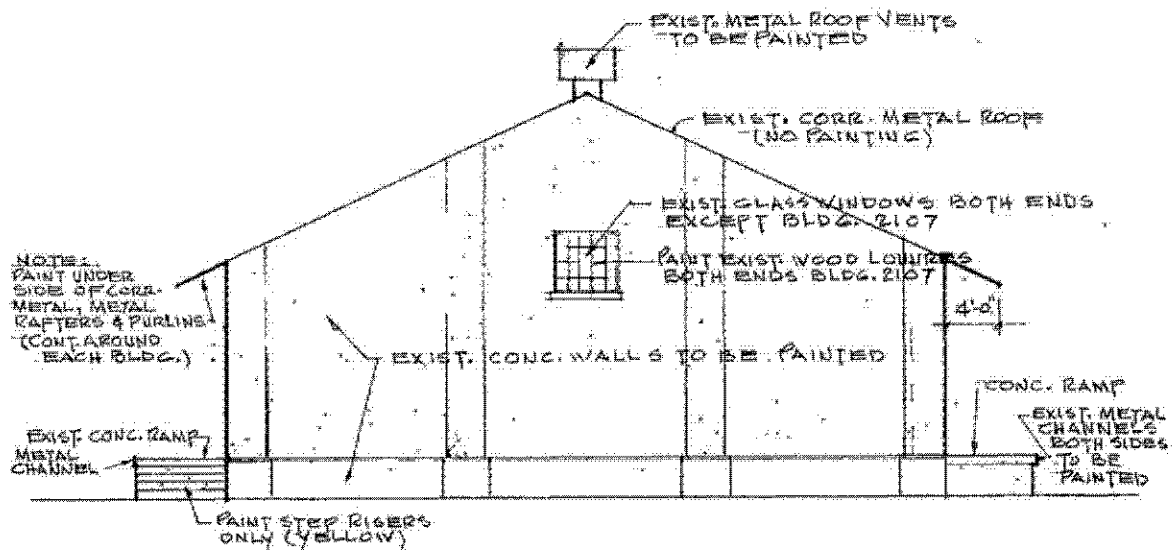 EXIST. METAL ROOF VENTS
TO BE PAINTED
EXIST. CORR. METAL ROOF
(NO PAINTING)
EXIST. GLASS WINDOWS BOTH ENDS
EXCEPT BLDG. 2107
PAINT EXIST. WOOD LOUVRES
BOTH ENDS BLDG. 2107
NOTE:
PAINT UNDER
SIDE OF CORR.
METAL, METAL
RAFTERS & PURLINS
(CONT. AROUND
EACH BLDG.)
4'-0"
EXIST. CONC. WALLS TO BE PAINTED
CONC. RAMP
EXIST. METAL
CHANNELS
BOTH SIDES
TO BE
PAINTED
EXIST. CONC. RAMP
METAL
CHANNEL
PAINT STEP RISERS
ONLY (YELLOW)